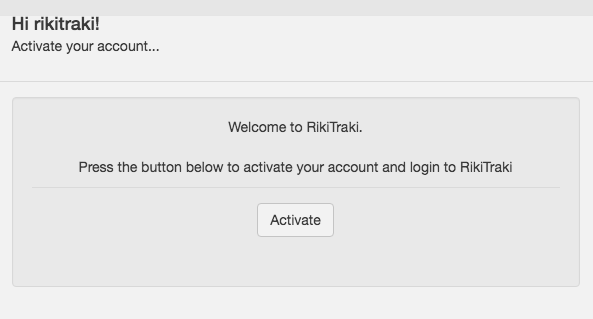 Hi rikitraki!
Activate your account...
Welcome to RikiTraki.
Press the button below to activate your account and login to RikiTraki
Activate